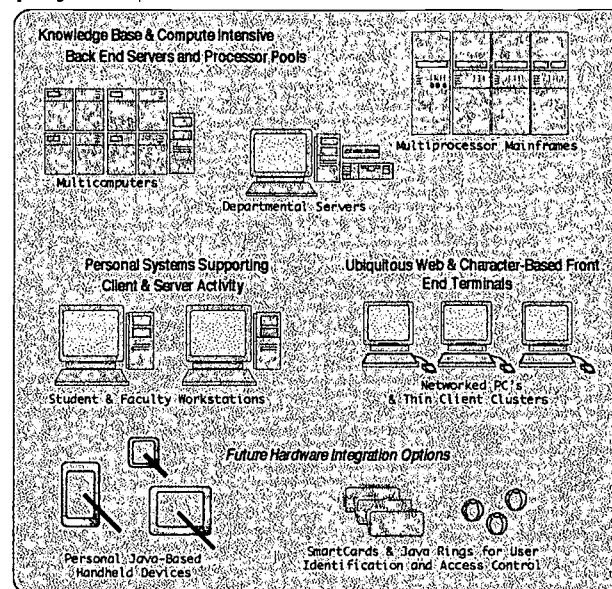 Knowledge Base & Compute Intensive
Back End Servers and Processor Pools
Multiprocessor Mainframes
Multicomputers
Departmental Servers
Personal Systems Supporting
Client & Server Activity
Ubiquitous Web & Character-Based Front
End Terminals
Student & Faculty Workstations
Networked PC's
& Thin Client Clusters
Future Hardware Integration Options
Personal Java-Based
Handheld Devices
SmartCards & Java Rings for User
Identification and Access Control